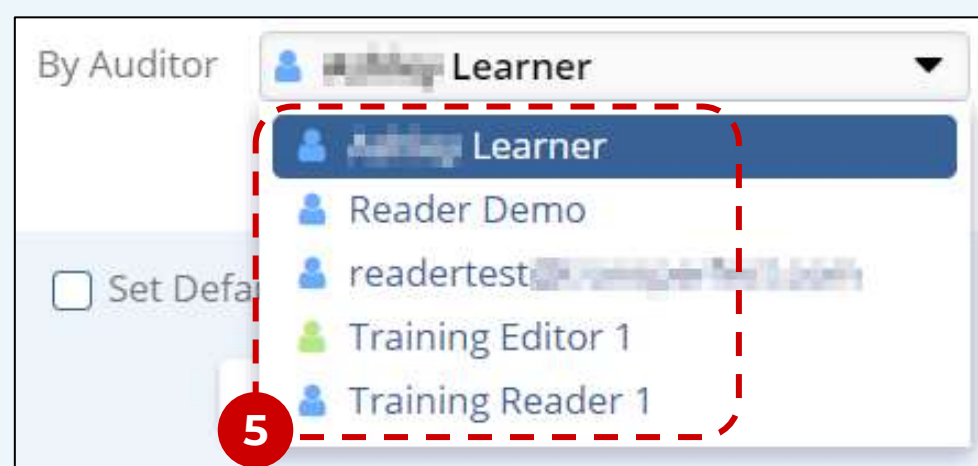 By Auditor
Learner
Learner
Reader Demo
readertest
Set Defa
Training Editor 1
Training Reader 1
5